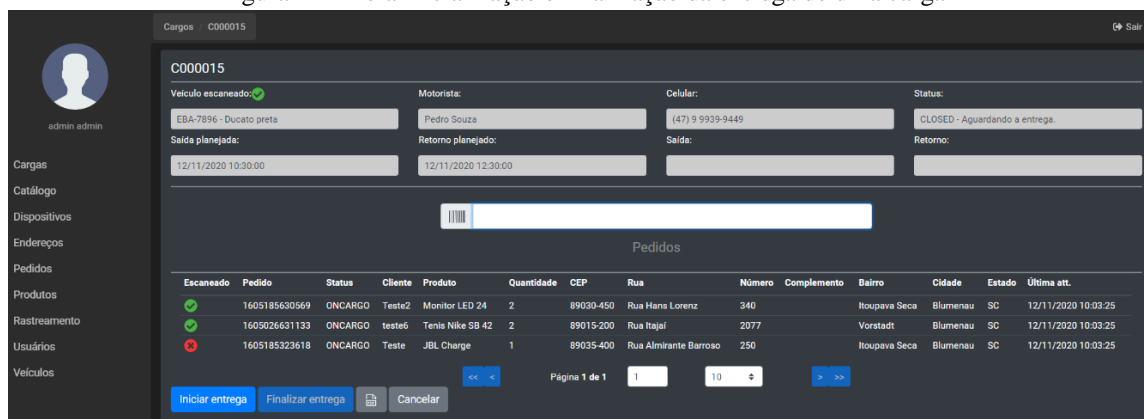 Cargos / C000015
Sair
admin admin
Cargas
Catálogo
Dispositivos
Endereços
Pedidos
Produtos
Rastreamento
Usuários
Veículos
C000015
Veículo escaneado: Motorista: Celular: Status:
EBA-7896 - Ducato preta Pedro Souza (47) 9 9939-9449 CLOSED - Aguardando a entrega.
Saída planejada: Retorno planejado: Saída: Retorno:
12/11/2020 10:30:00 12/11/2020 12:30:00
Pedidos
Escaneado Pedido Status Cliente Produto Quantidade CEP Rua Número Complemento Bairro Cidade Estado Última att.
1605185630569 ONCARGO Teste2 Monitor LED 24 2 89030-450 Rua Hans Lorenz 340 Itoupava Seca Blumenau SC 12/11/2020 10:03:25
1605026631133 ONCARGO teste6 Tenis Nike SB 42 2 89015-200 Rua Itajaí 2077 Vorstadt Blumenau SC 12/11/2020 10:03:25
1605185323618 ONCARGO Teste JBL Charge 1 89035-400 Rua Almirante Barroso 250 Itoupava Seca Blumenau SC 12/11/2020 10:03:25
<< < Página 1 de 1 1 10 > >>
Iniciar entrega Finalizar entrega Cancelar